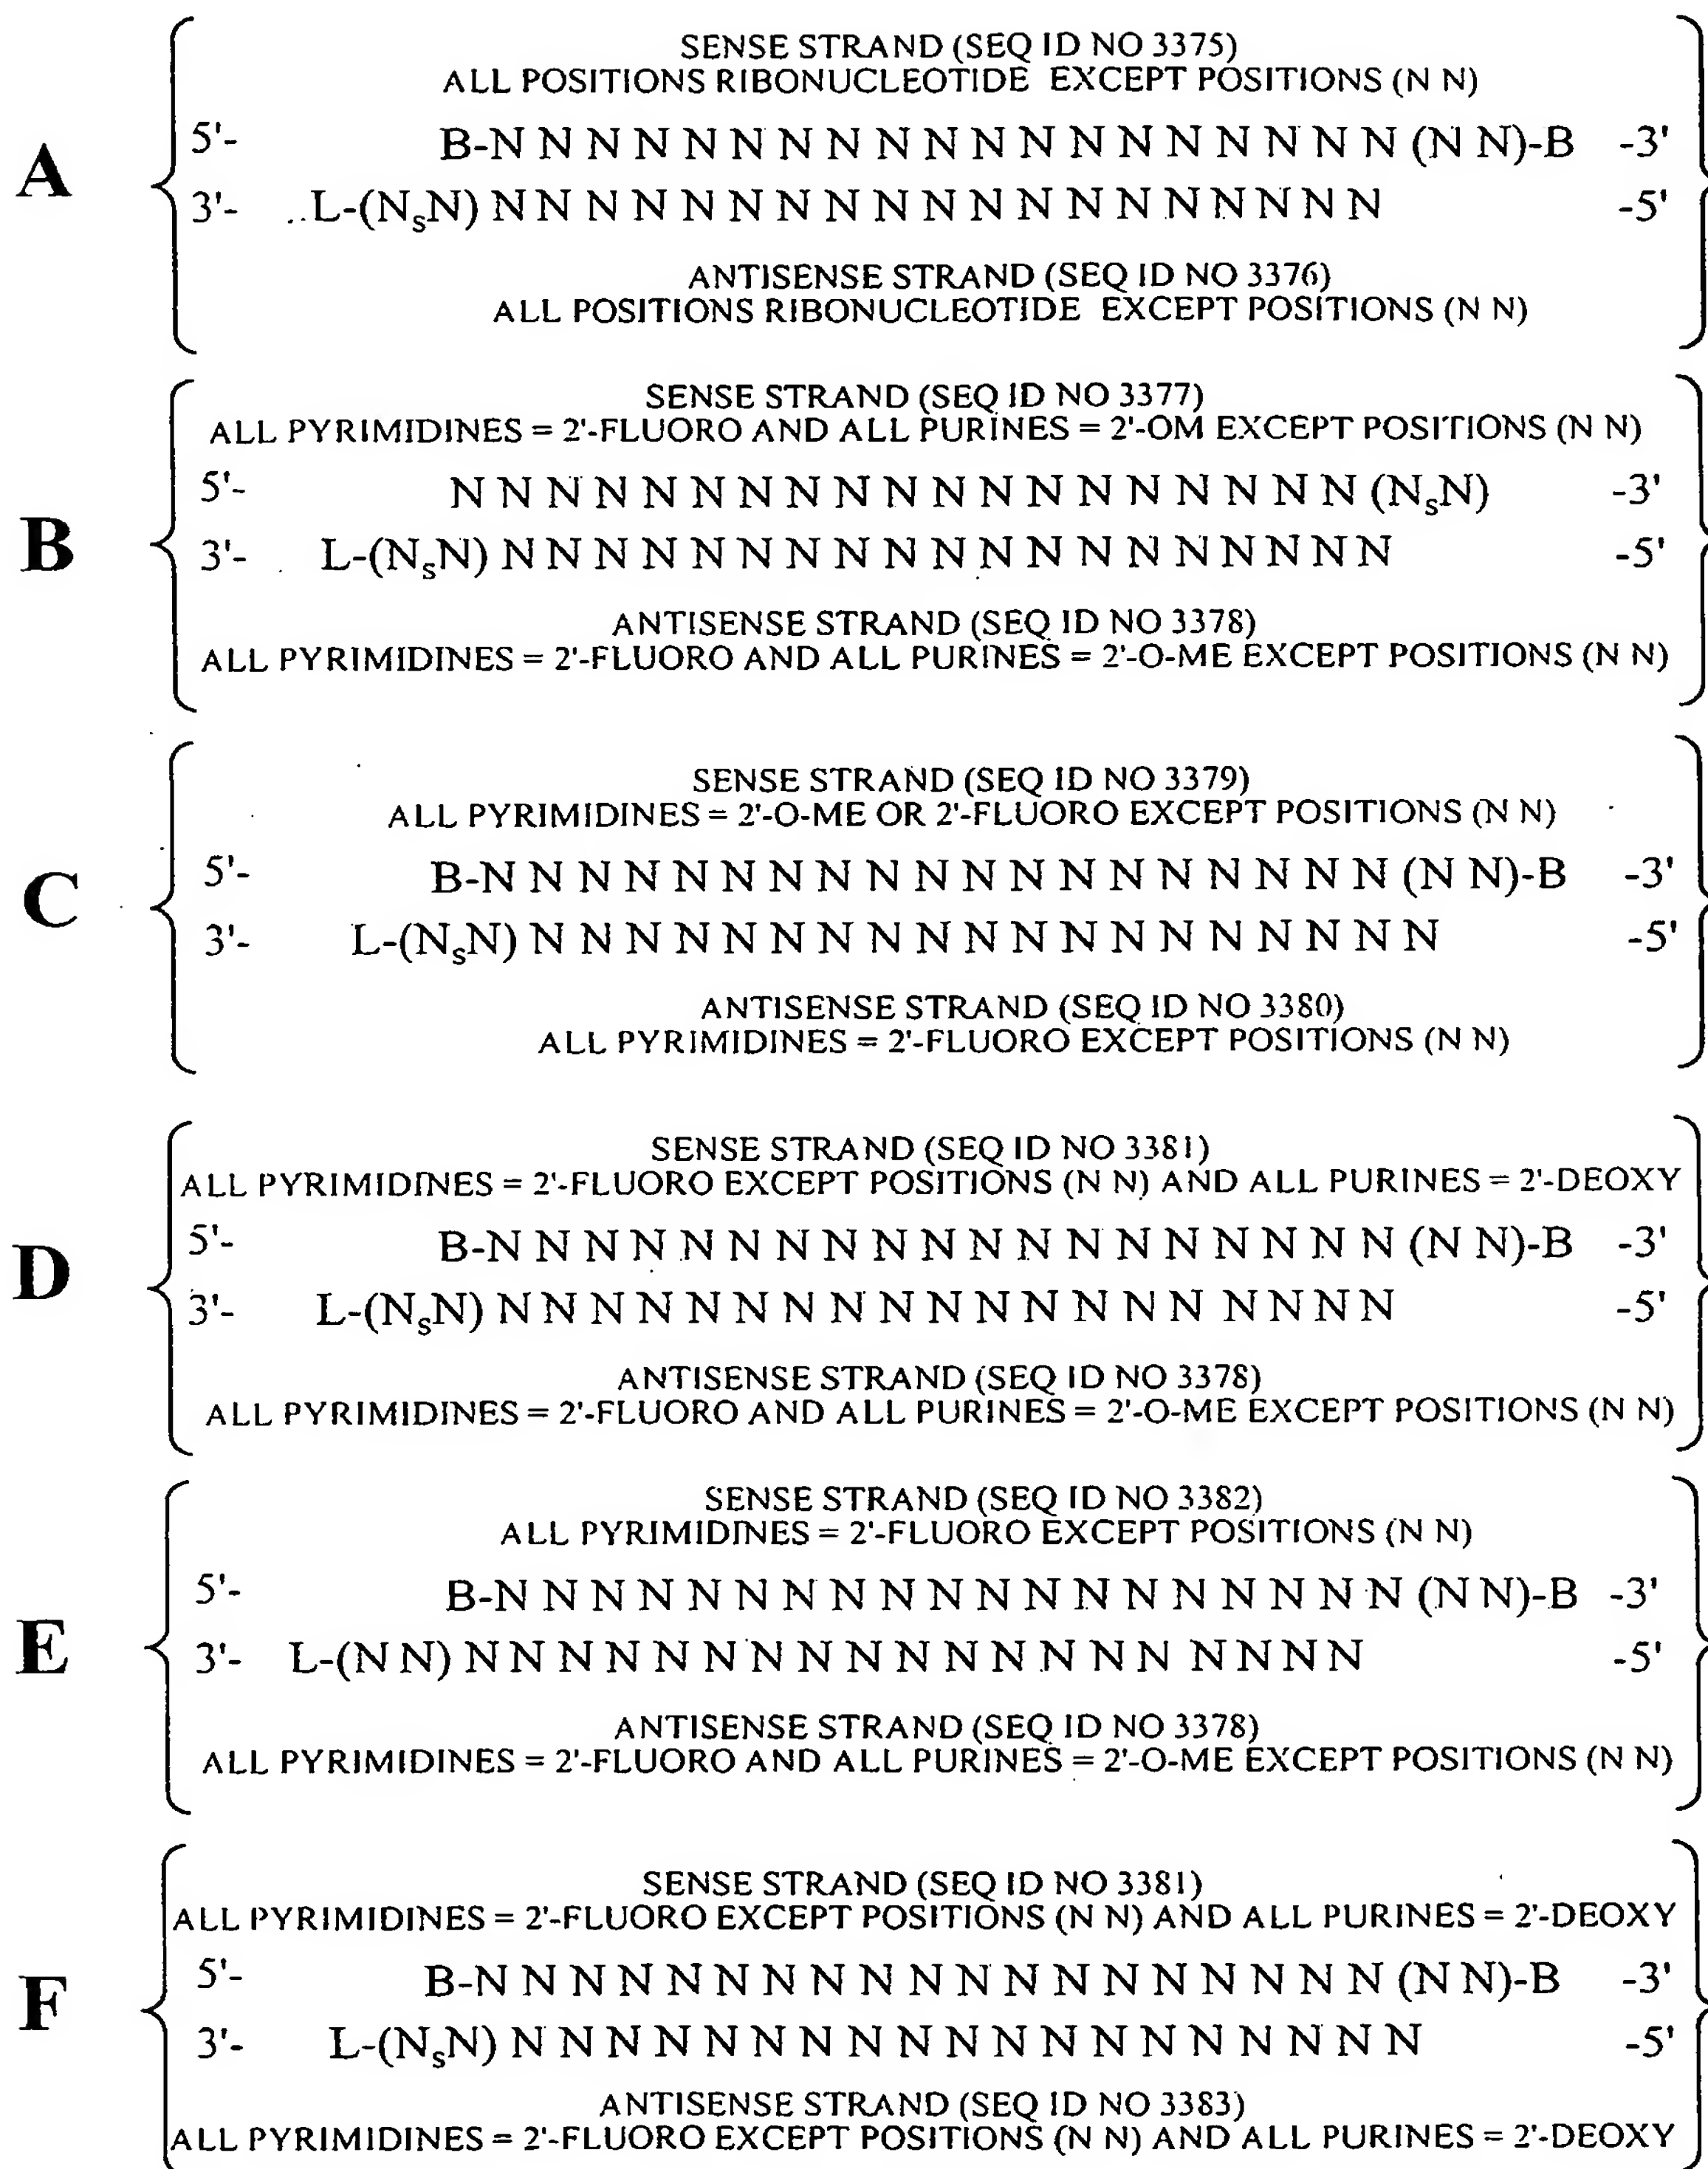 SENSE STRAND (SEQ ID NO 3375)
ALL POSITIONS RIBONUCLEOTIDE EXCEPT POSITIONS (N N)
A
5'- B-N N N N N N N N N N N N N N N N N N N (N N)-B -3'
3'- L-(NsN) N N N N N N N N N N N N N N N N N N N -5'
ANTISENSE STRAND (SEQ ID NO 3376)
ALL POSITIONS RIBONUCLEOTIDE EXCEPT POSITIONS (N N)
SENSE STRAND (SEQ ID NO 3377)
ALL PYRIMIDINES = 2'-FLUORO AND ALL PURINES = 2'-OM EXCEPT POSITIONS (N N)
B
5'- N N N N N N N N N N N N N N N N N N N (NsN) -3'
3'- L-(NsN) N N N N N N N N N N N N N N N N N N N -5'
ANTISENSE STRAND (SEQ ID NO 3378)
ALL PYRIMIDINES = 2'-FLUORO AND ALL PURINES = 2'-O-ME EXCEPT POSITIONS (N N)
SENSE STRAND (SEQ ID NO 3379)
ALL PYRIMIDINES = 2'-O-ME OR 2'-FLUORO EXCEPT POSITIONS (N N)
C
5'- B-N N N N N N N N N N N N N N N N N N N (N N)-B -3'
3'- L-(NsN) N N N N N N N N N N N N N N N N N N N -5'
ANTISENSE STRAND (SEQ ID NO 3380)
ALL PYRIMIDINES = 2'-FLUORO EXCEPT POSITIONS (N N)
SENSE STRAND (SEQ ID NO 3381)
ALL PYRIMIDINES = 2'-FLUORO EXCEPT POSITIONS (N N) AND ALL PURINES = 2'-DEOXY
D
5'- B-N N N N N N N N N N N N N N N N N N N (N N)-B -3'
3'- L-(NsN) N N N N N N N N N N N N N N N N N N N -5'
ANTISENSE STRAND (SEQ ID NO 3378)
ALL PYRIMIDINES = 2'-FLUORO AND ALL PURINES = 2'-O-ME EXCEPT POSITIONS (N N)
SENSE STRAND (SEQ ID NO 3382)
ALL PYRIMIDINES = 2'-FLUORO EXCEPT POSITIONS (N N)
E
5'- B-N N N N N N N N N N N N N N N N N N N (N N)-B -3'
3'- L-(N N) N N N N N N N N N N N N N N N N N N N -5'
ANTISENSE STRAND (SEQ ID NO 3378)
ALL PYRIMIDINES = 2'-FLUORO AND ALL PURINES = 2'-O-ME EXCEPT POSITIONS (N N)
SENSE STRAND (SEQ ID NO 3381)
ALL PYRIMIDINES = 2'-FLUORO EXCEPT POSITIONS (N N) AND ALL PURINES = 2'-DEOXY
F
5'- B-N N N N N N N N N N N N N N N N N N N (N N)-B -3'
3'- L-(NsN) N N N N N N N N N N N N N N N N N N N -5'
ANTISENSE STRAND (SEQ ID NO 3383)
ALL PYRIMIDINES = 2'-FLUORO EXCEPT POSITIONS (N N) AND ALL PURINES = 2'-DEOXY